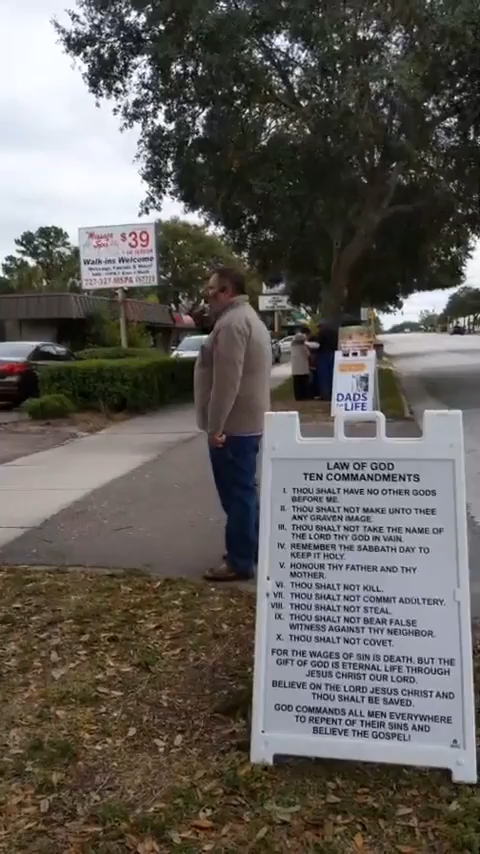 Massage
Spa $39
Walk-ins Welcome
727-327-MSPA
DADS
LIFE
LAW OF GOD
TEN COMMANDMENTS
I. THOU SHALT HAVE NO OTHER GODS
BEFORE ME.
II. THOU SHALT NOT MAKE UNTO THEE
ANY GRAVEN IMAGE.
III. THOU SHALT NOT TAKE THE NAME OF
THE LORD THY GOD IN VAIN.
IV. REMEMBER THE SABBATH DAY TO
KEEP IT HOLY.
V. HONOUR THY FATHER AND THY
MOTHER.
VI. THOU SHALT NOT KILL.
VII. THOU SHALT NOT COMMIT ADULTERY.
VIII. THOU SHALT NOT STEAL.
IX. THOU SHALT NOT BEAR FALSE
WITNESS AGAINST THY NEIGHBOR.
X. THOU SHALT NOT COVET.
FOR THE WAGES OF SIN IS DEATH, BUT THE
GIFT OF GOD IS ETERNAL LIFE THROUGH
JESUS CHRIST OUR LORD.
BELIEVE ON THE LORD JESUS CHRIST AND
THOU SHALT BE SAVED.
GOD COMMANDS ALL MEN EVERYWHERE
TO REPENT OF THEIR SINS AND
BELIEVE THE GOSPEL!